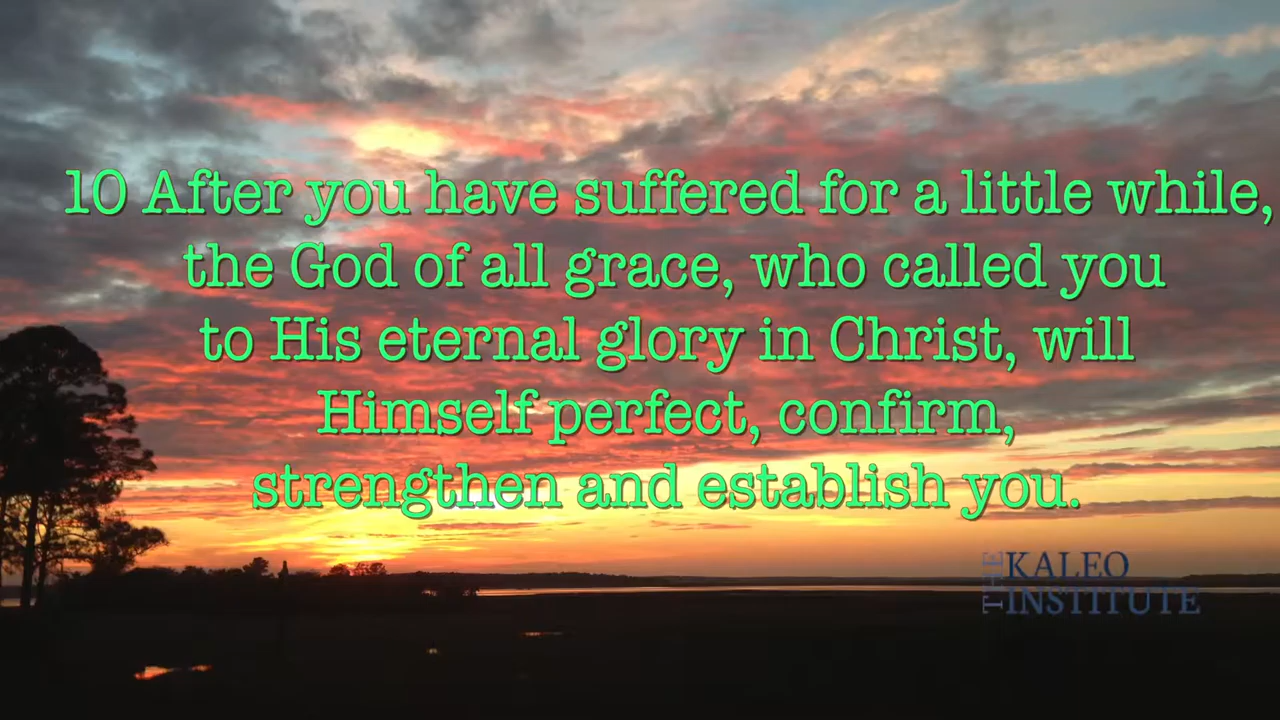 10 After you have suffered for a little while,
the God of all grace, who called you
to His eternal glory in Christ, will
Himself perfect, confirm,
strengthen and establish you.
THE
KALEO
INSTITUTE